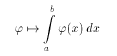 φ ↦ ∫_a^b φ(x) dx